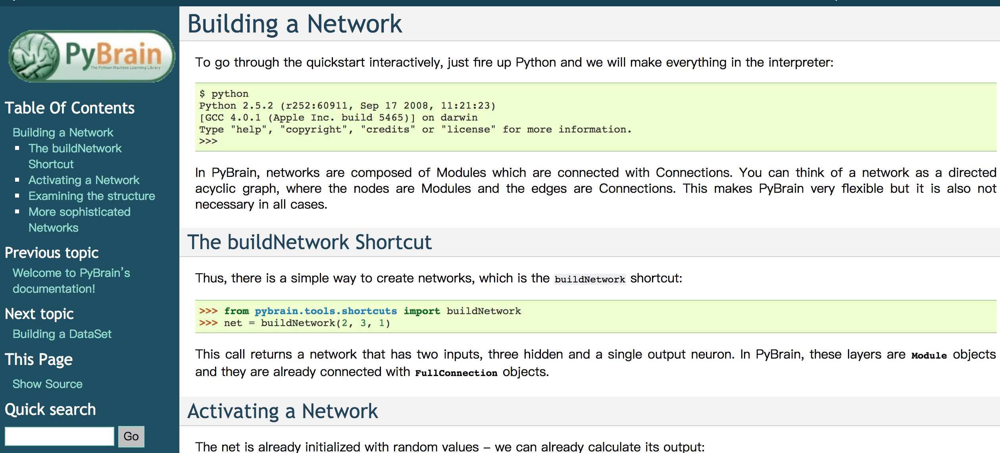 PyBrain
The Python Machine Learning Library
Table Of Contents
Building a Network
The buildNetwork
Shortcut
Activating a Network
Examining the structure
More sophisticated
Networks
Previous topic
Welcome to PyBrain's
documentation!
Next topic
Building a DataSet
This Page
Show Source
Quick search
Go
Building a Network
To go through the quickstart interactively, just fire up Python and we will make everything in the interpreter:
$ python
Python 2.5.2 (r252:60911, Sep 17 2008, 11:21:23)
[GCC 4.0.1 (Apple Inc. build 5465)] on darwin
Type "help", "copyright", "credits" or "license" for more information.
>>>
In PyBrain, networks are composed of Modules which are connected with Connections. You can think of a network as a directed
acyclic graph, where the nodes are Modules and the edges are Connections. This makes PyBrain very flexible but it is also not
necessary in all cases.
The buildNetwork Shortcut
Thus, there is a simple way to create networks, which is the buildNetwork shortcut:
>>> from pybrain.tools.shortcuts import buildNetwork
>>> net = buildNetwork(2, 3, 1)
This call returns a network that has two inputs, three hidden and a single output neuron. In PyBrain, these layers are Module objects
and they are already connected with FullConnection objects.
Activating a Network
The net is already initialized with random values – we can already calculate its output: